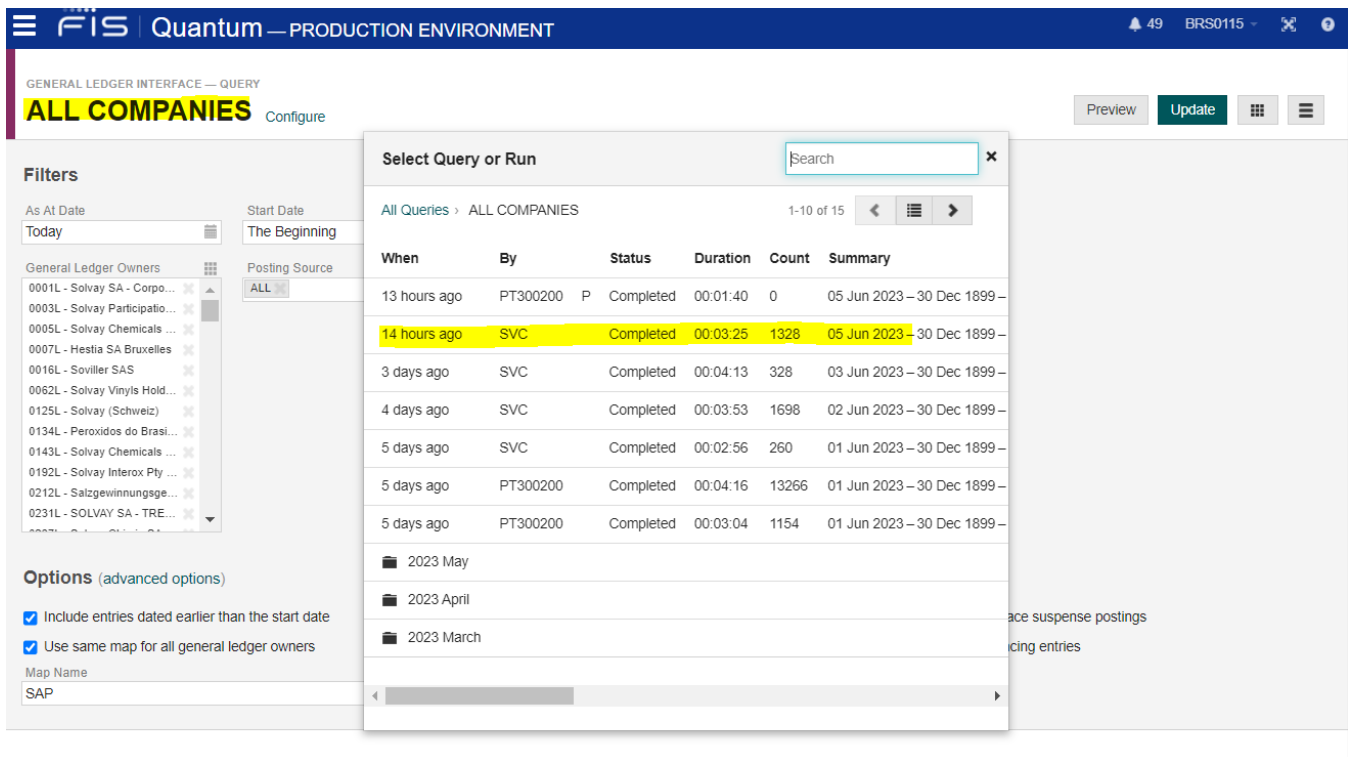 FIS Quantum — PRODUCTION ENVIRONMENT 49 BRS0115
GENERAL LEDGER INTERFACE — QUERY
ALL COMPANIES Configure
Preview Update
Filters
As At Date Start Date
Today The Beginning
General Ledger Owners Posting Source
0001L - Solvay SA - Corpo... ALL
0003L - Solvay Participatio...
0005L - Solvay Chemicals ...
0007L - Hestia SA Bruxelles
0016L - Soviller SAS
0062L - Solvay Vinyls Hold...
0125L - Solvay (Schweiz)
0134L - Peroxidos do Brasi...
0143L - Solvay Chemicals ...
0192L - Solvay Interox Pty ...
0212L - Salzgewinnungsge...
0231L - SOLVAY SA - TRE...
Select Query or Run Search
All Queries › ALL COMPANIES 1-10 of 15
When By Status Duration Count Summary
13 hours ago PT300200 P Completed 00:01:40 0 05 Jun 2023 – 30 Dec 1899 –
14 hours ago SVC Completed 00:03:25 1328 05 Jun 2023 – 30 Dec 1899 –
3 days ago SVC Completed 00:04:13 328 03 Jun 2023 – 30 Dec 1899 –
4 days ago SVC Completed 00:03:53 1698 02 Jun 2023 – 30 Dec 1899 –
5 days ago SVC Completed 00:02:56 260 01 Jun 2023 – 30 Dec 1899 –
5 days ago PT300200 Completed 00:04:16 13266 01 Jun 2023 – 30 Dec 1899 –
5 days ago PT300200 Completed 00:03:04 1154 01 Jun 2023 – 30 Dec 1899 –
2023 May
2023 April
2023 March
Options (advanced options)
Include entries dated earlier than the start date
ace suspense postings
Use same map for all general ledger owners
cing entries
Map Name
SAP